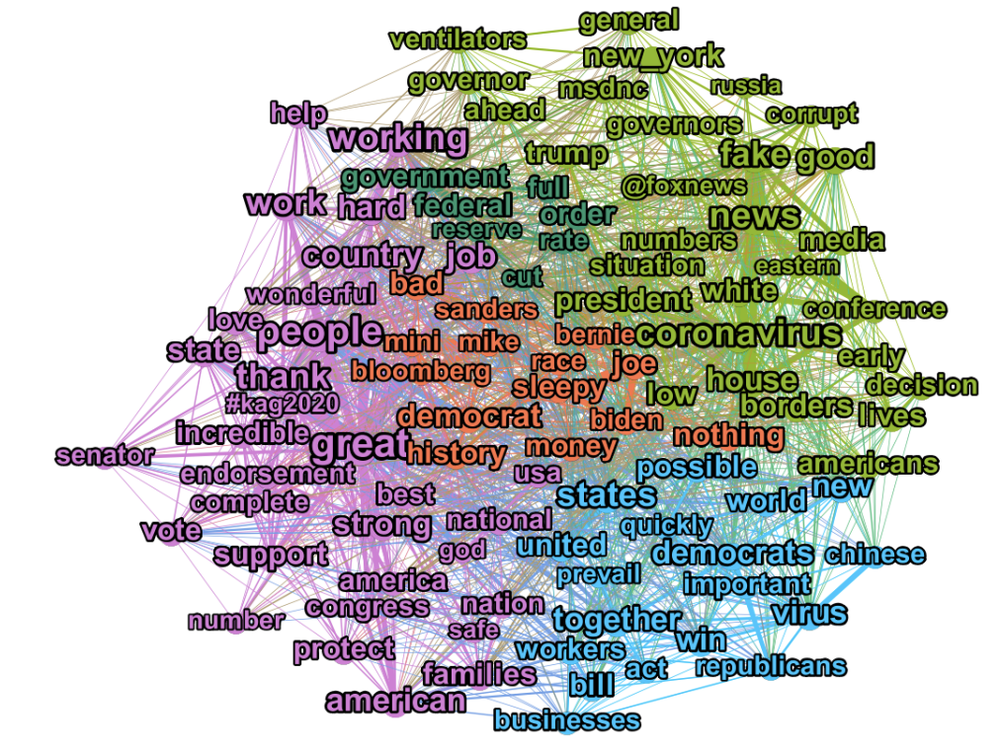 general
ventilators
new_york
governor msdnc russia
help ahead governors corrupt
working trump fake good
government full @foxnews
work hard federal order news
reserve rate numbers media
country job cut situation eastern
wonderful bad president white
love sanders conference
people mini mike bernie coronavirus
state race joe early
thank bloomberg sleepy low house decision
#kag2020 democrat biden borders lives
incredible great history money nothing
senator usa possible americans
endorsement best states world new
complete
vote strong national quickly
support god united democrats chinese
america prevail important
congress nation
number safe together virus
protect workers win
families act republicans
american bill
businesses